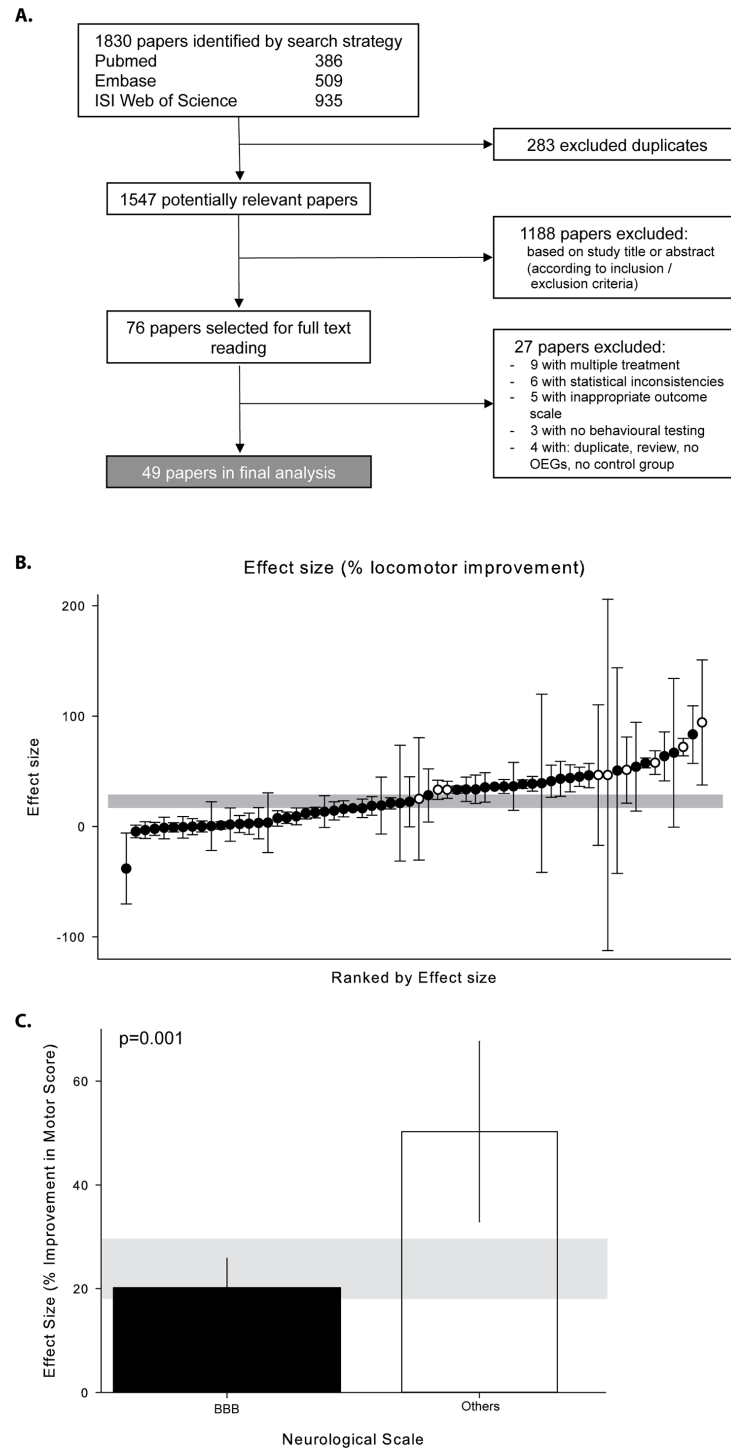 A.
1830 papers identified by search strategy
Pubmed 386
Embase 509
ISI Web of Science 935
283 excluded duplicates
1547 potentially relevant papers
1188 papers excluded:
based on study title or abstract
(according to inclusion /
exclusion criteria)
76 papers selected for full text
reading
27 papers excluded:
- 9 with multiple treatment
- 6 with statistical inconsistencies
- 5 with inappropriate outcome
scale
- 3 with no behavioural testing
- 4 with: duplicate, review, no
OEGs, no control group
49 papers in final analysis
B.
Effect size (% locomotor improvement)
Effect size
200
100
0
-100
Ranked by Effect size
C.
p=0.001
Effect Size (% Improvement in Motor Score)
60
40
20
0
BBB
Others
Neurological Scale